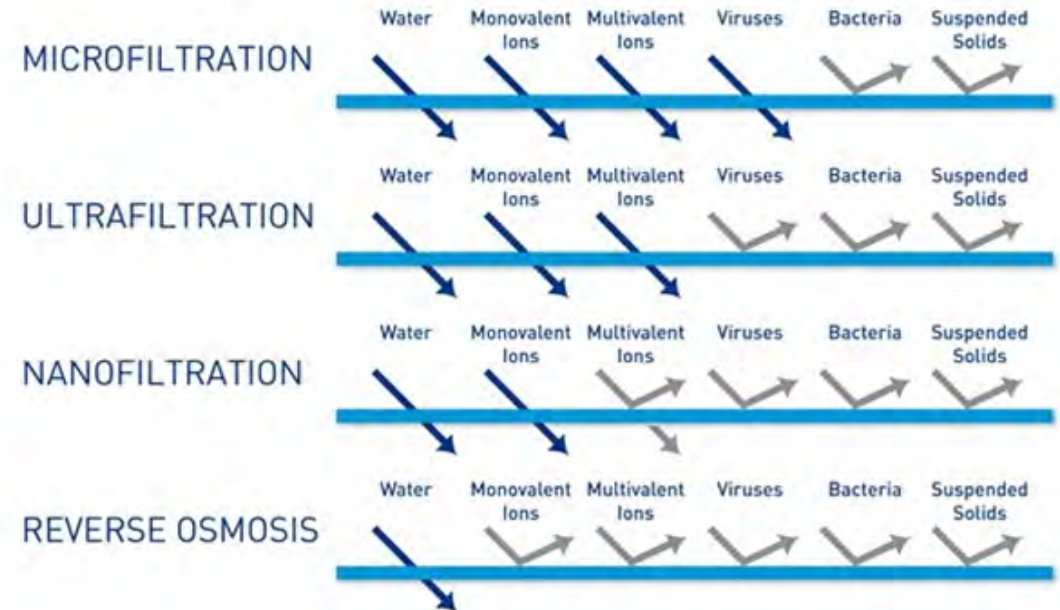 MICROFILTRATION
Water
Monovalent
Ions
Multivalent
Ions
Viruses
Bacteria
Suspended
Solids
ULTRAFILTRATION
Water
Monovalent
Ions
Multivalent
Ions
Viruses
Bacteria
Suspended
Solids
NANOFILTRATION
Water
Monovalent
Ions
Multivalent
Ions
Viruses
Bacteria
Suspended
Solids
REVERSE OSMOSIS
Water
Monovalent
Ions
Multivalent
Ions
Viruses
Bacteria
Suspended
Solids